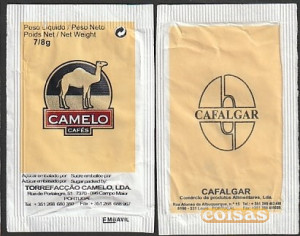 Peso Líquido / Peso Neto
Poids Net / Net Weight
7/8g
CAMELO
CAFÉS
Açúcar embalado por: Sucre emballé par:
Azúcar embalado por: Sugar packed by:
TORREFACÇÃO CAMELO, LDA.
PORTUGAL
EMBAVE
CAFALGAR
CAFALGAR
Comércio de produtos Alimentares, Lda.
coisas